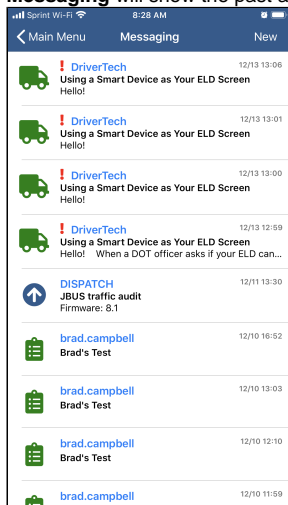 Messaging will show the past a
Sprint Wi-Fi 8:28 AM
Main Menu Messaging New
! DriverTech 12/13 13:06
Using a Smart Device as Your ELD Screen
Hello!
! DriverTech 12/13 13:01
Using a Smart Device as Your ELD Screen
Hello!
! DriverTech 12/13 13:00
Using a Smart Device as Your ELD Screen
Hello!
! DriverTech 12/13 12:59
Using a Smart Device as Your ELD Screen
Hello! When a DOT officer asks if your ELD can...
DISPATCH 12/11 13:30
JBUS traffic audit
Firmware: 8.1
brad.campbell 12/10 16:52
Brad's Test
brad.campbell 12/10 13:03
Brad's Test
brad.campbell 12/10 12:10
Brad's Test
brad.campbell 12/10 11:59